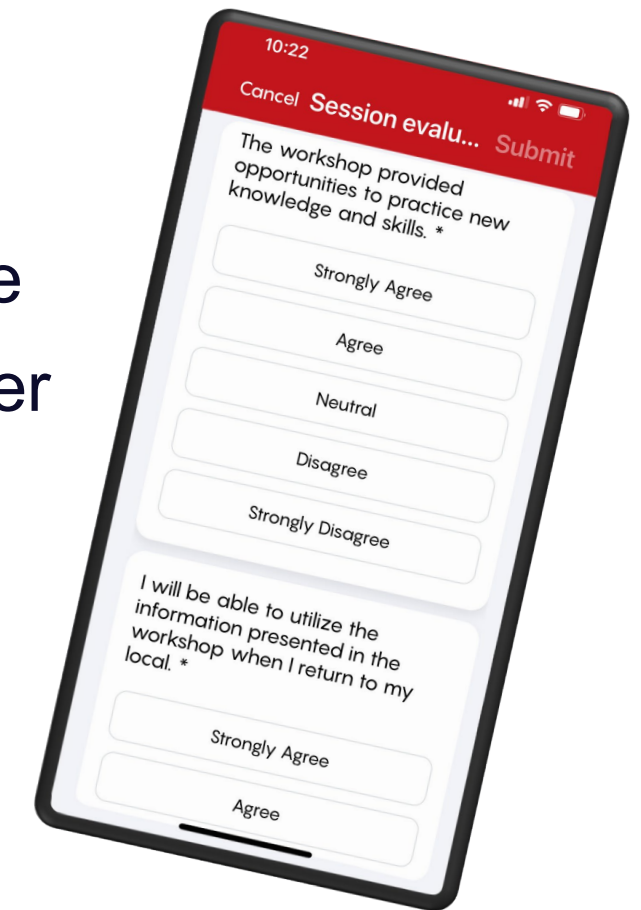 e
er
10:22
Cancel Session evalu... Submit
The workshop provided
opportunities to practice new
knowledge and skills. *
Strongly Agree
Agree
Neutral
Disagree
Strongly Disagree
I will be able to utilize the
information presented in the
workshop when I return to my
local. *
Strongly Agree
Agree